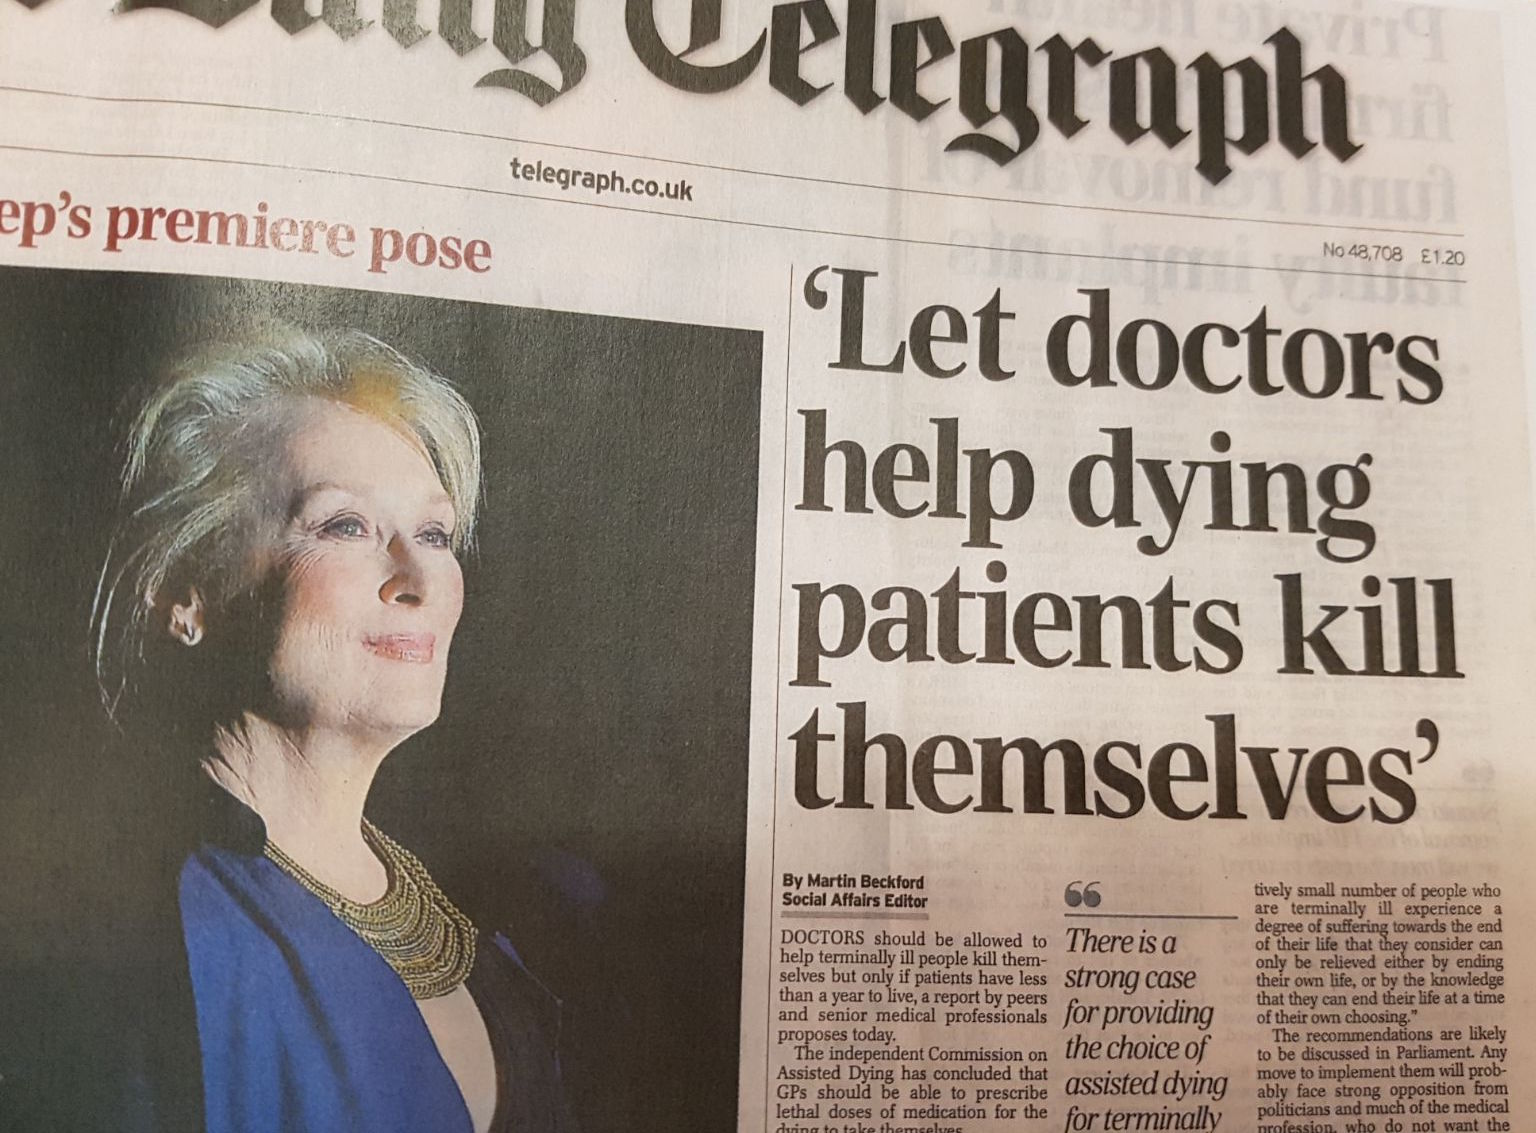 Daily Telegraph
telegraph.co.uk
No 48,708 £1.20
ep's premiere pose
‘Let doctors
help dying
patients kill
themselves’
By Martin Beckford
Social Affairs Editor
DOCTORS should be allowed to
help terminally ill people kill them-
selves but only if patients have less
than a year to live, a report by peers
and senior medical professionals
proposes today.
The independent Commission on
Assisted Dying has concluded that
GPs should be able to prescribe
lethal doses of medication for the
dying to take themselves.
“
There is a
strong case
for providing
the choice of
assisted dying
for terminally
tively small number of people who
are terminally ill experience a
degree of suffering towards the end
of their life that they consider can
only be relieved either by ending
their own life, or by the knowledge
that they can end their life at a time
of their own choosing.”
The recommendations are likely
to be discussed in Parliament. Any
move to implement them will prob-
ably face strong opposition from
politicians and much of the medical
profession, who do not want the